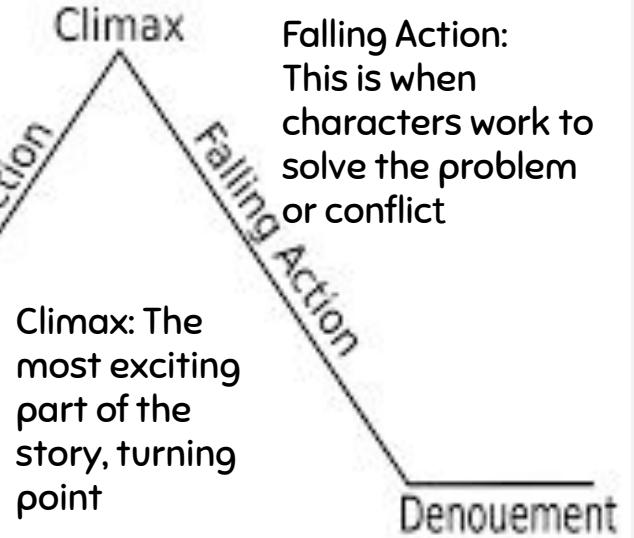 Climax
Falling Action:
This is when
characters work to
solve the problem
or conflict
Falling Action
Climax: The
most exciting
part of the
story, turning
point
Denouement